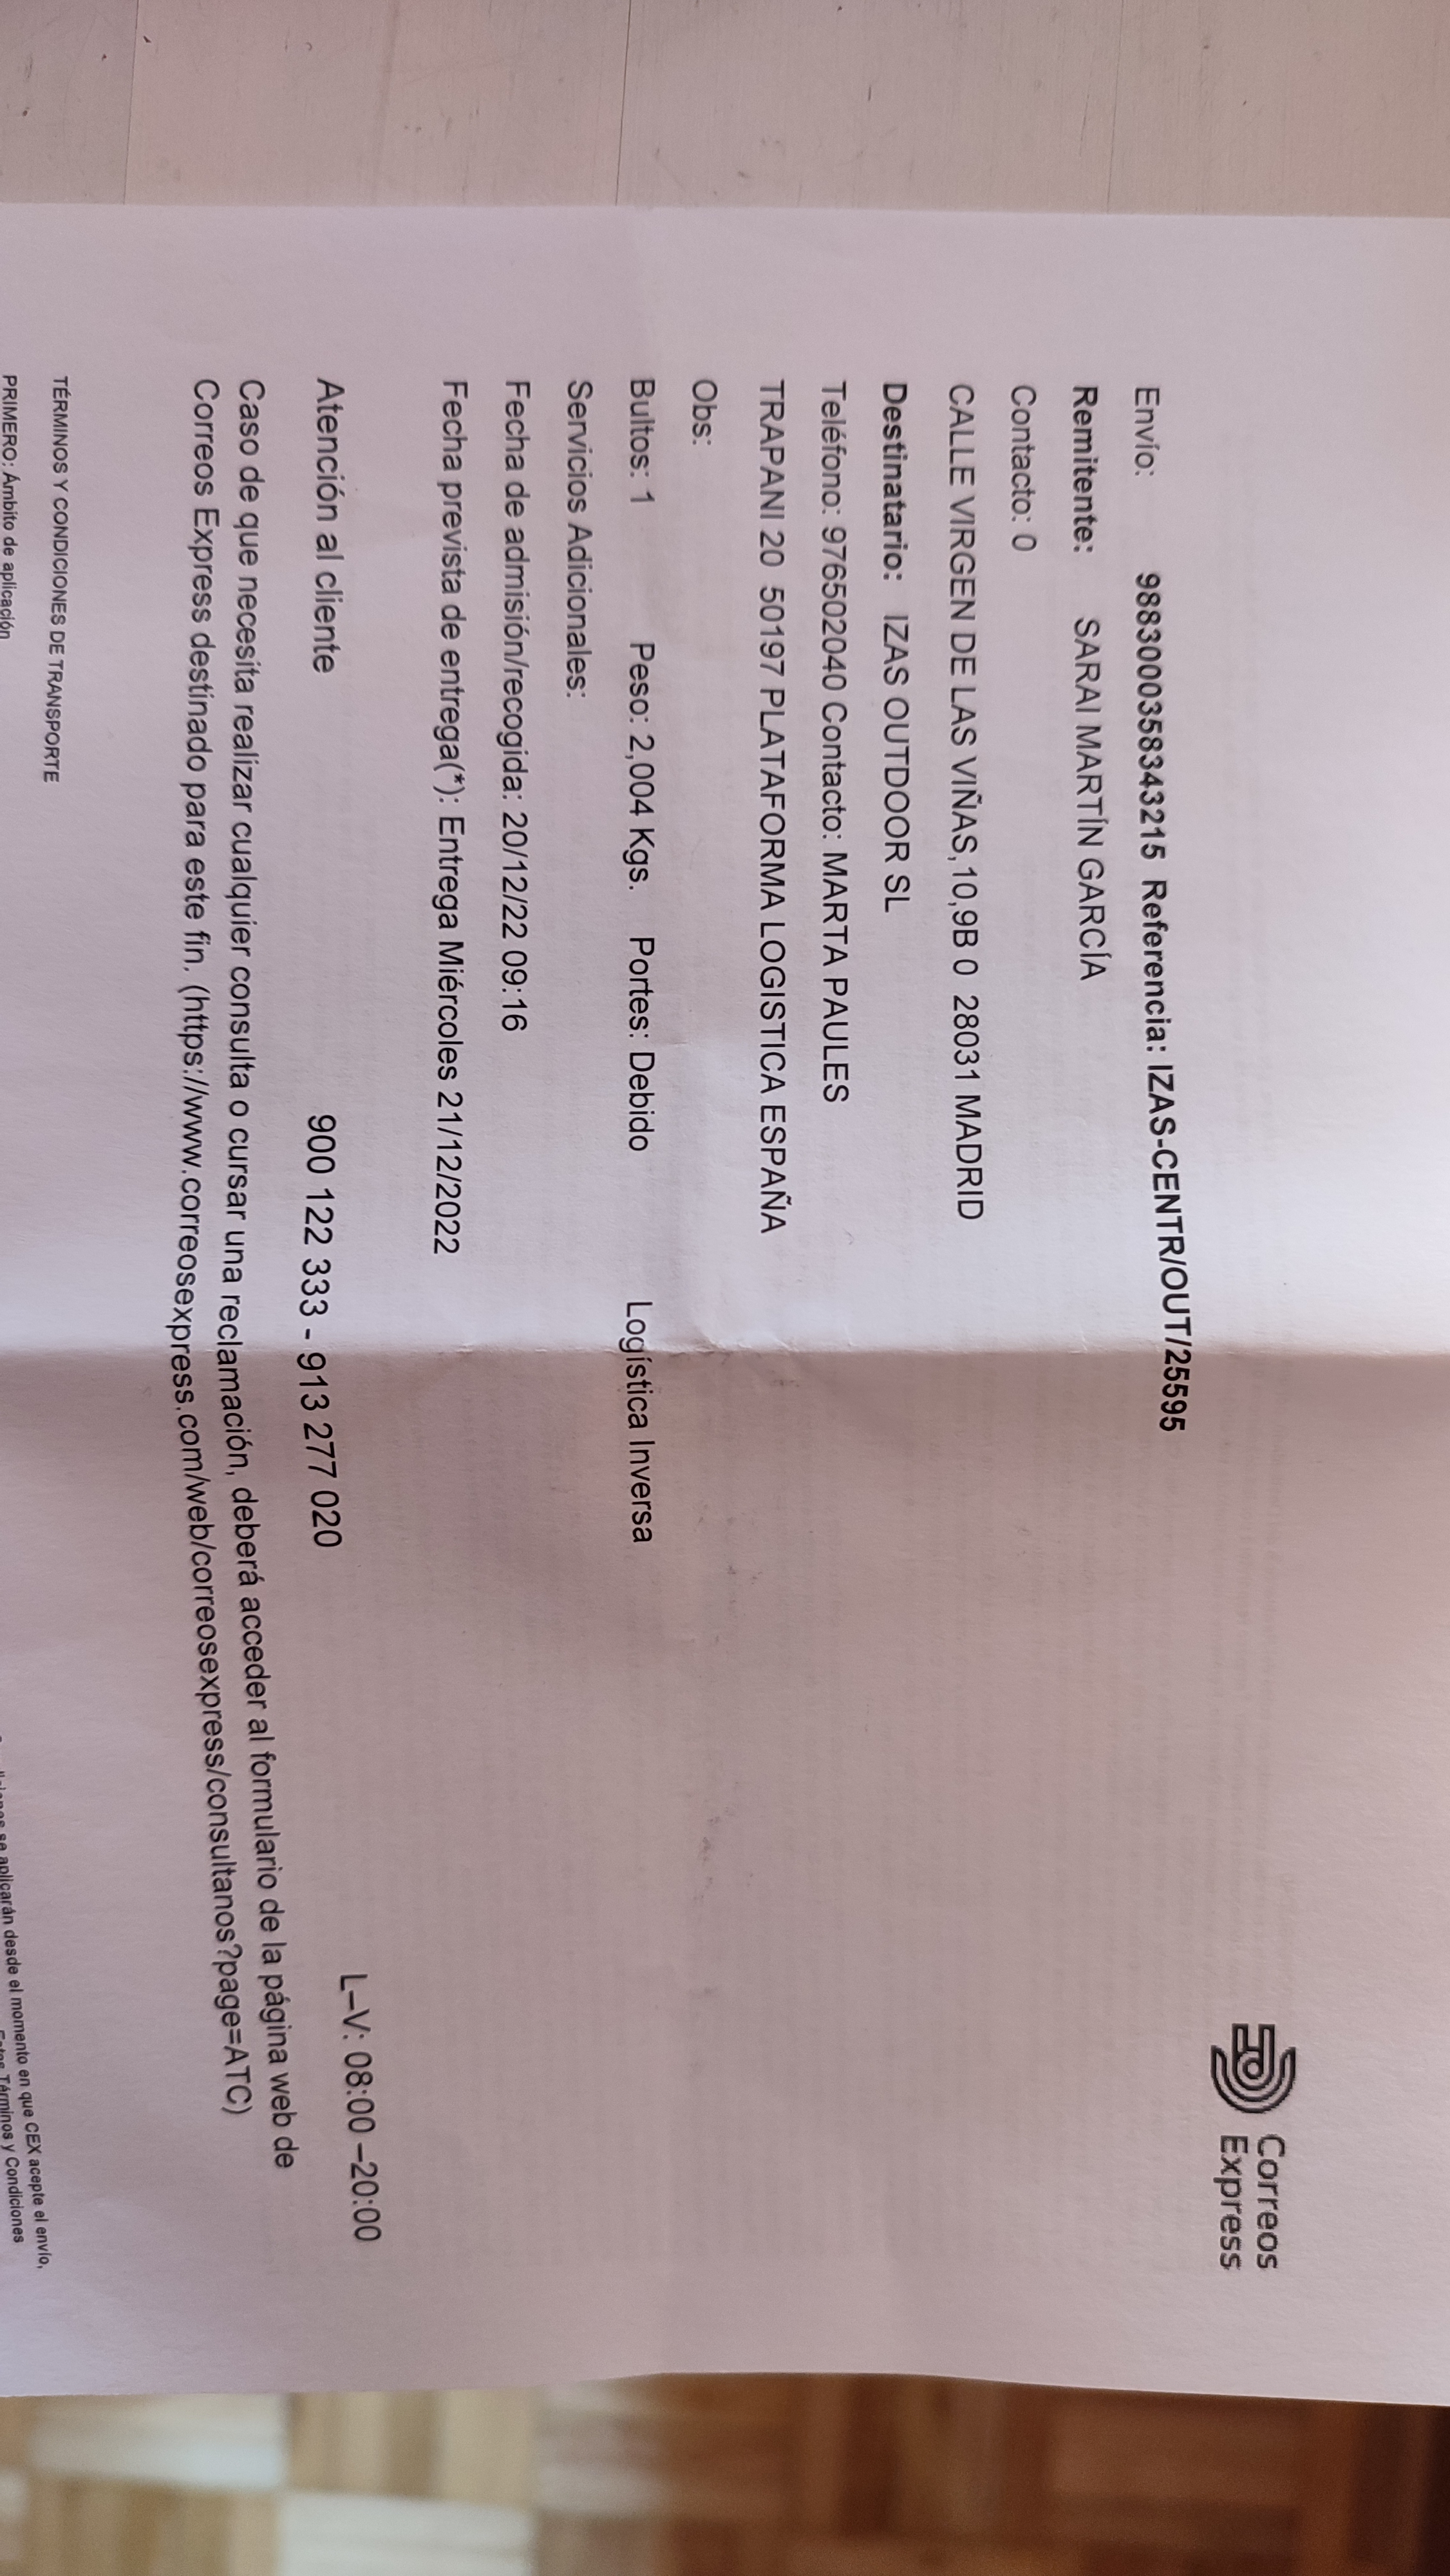 Correos
Express
Envío: 9883000358343215 Referencia: IZAS-CENTR/OUT/25595
Remitente: SARAI MARTÍN GARCÍA
Contacto: 0
CALLE VIRGEN DE LAS VIÑAS,10,9B 0 28031 MADRID
Destinatario: IZAS OUTDOOR SL
Teléfono: 976502040 Contacto: MARTA PAULES
TRAPANI 20 50197 PLATAFORMA LOGISTICA ESPAÑA
Obs:
Bultos: 1 Peso: 2,004 Kgs. Portes: Debido Logística Inversa
Servicios Adicionales:
Fecha de admisión/recogida: 20/12/22 09:16
Fecha prevista de entrega(*): Entrega Miércoles 21/12/2022
Atención al cliente 900 122 333 - 913 277 020 L–V: 08:00 –20:00
Caso de que necesita realizar cualquier consulta o cursar una reclamación, deberá acceder al formulario de la página web de
Correos Express destinado para este fin. (https://www.correosexpress.com/web/correosexpress/consultanos?page=ATC)
TÉRMINOS Y CONDICIONES DE TRANSPORTE
PRIMERO: Ámbito de aplicación
se aplicarán desde el momento en que CEX acepte el envío,
Términos y Condiciones